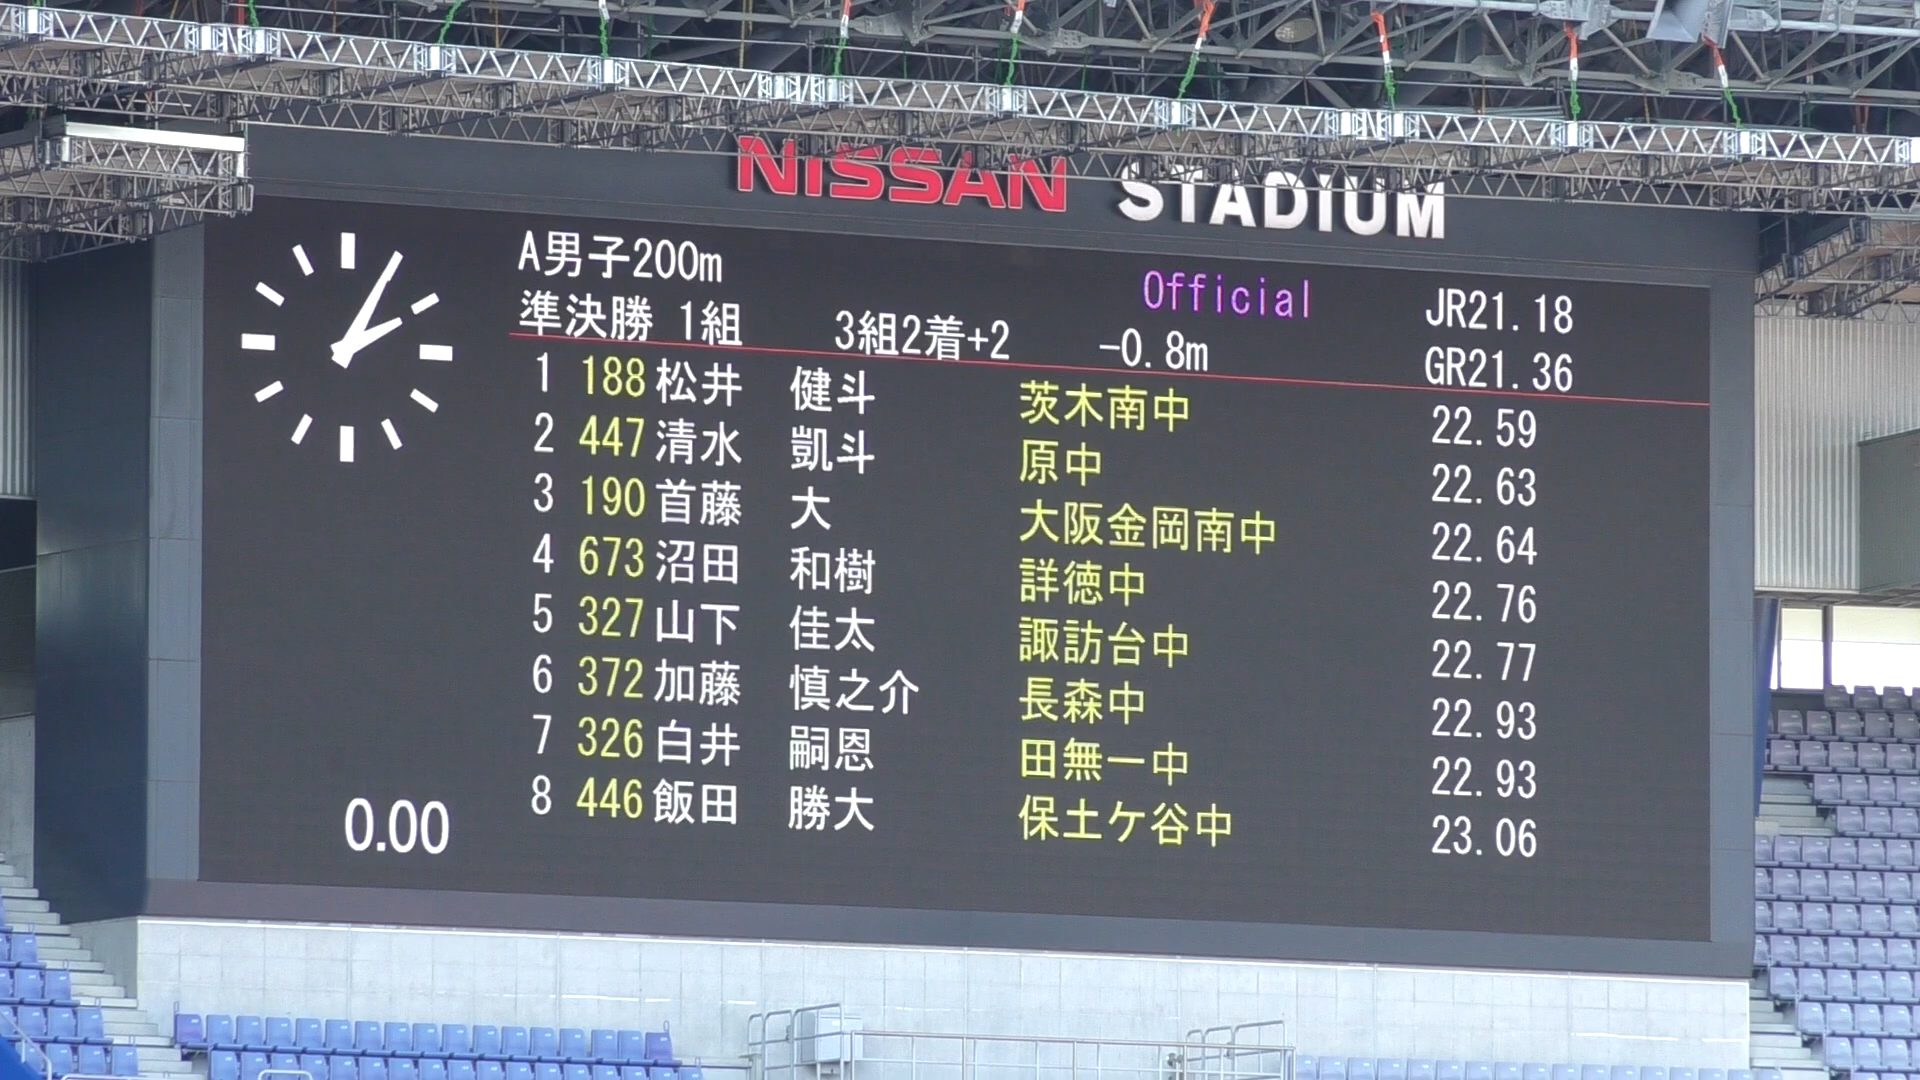 NISSAN STADIUM
A男子200m Official JR21.18
準決勝 1組 3組2着+2 -0.8m GR21.36
1 188 松井 健斗 茨木南中 22.59
2 447 清水 凱斗 原中 22.63
3 190 首藤 大 大阪金岡南中 22.64
4 673 沼田 和樹 詳徳中 22.76
5 327 山下 佳太 諏訪台中 22.77
6 372 加藤 慎之介 長森中 22.93
7 326 白井 嗣恩 田無一中 22.93
8 446 飯田 勝大 保土ケ谷中 23.06
0.00